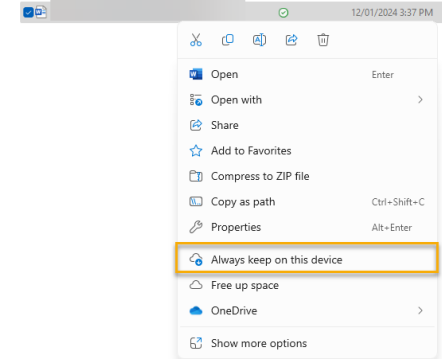 12/01/2024 3:37 PM
Open Enter
Open with
Share
Add to Favorites
Compress to ZIP file
Copy as path Ctrl+Shift+C
Properties Alt+Enter
Always keep on this device
Free up space
OneDrive
Show more options